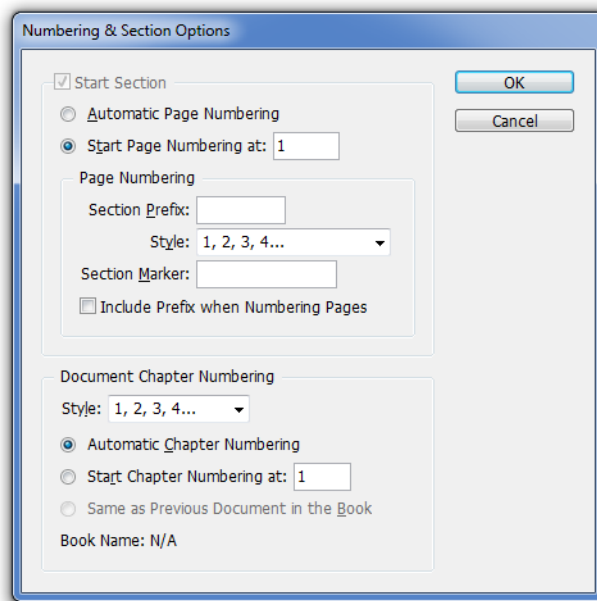 Numbering & Section Options
Start Section
OK
Automatic Page Numbering
Cancel
Start Page Numbering at: 1
Page Numbering
Section Prefix:
Style: 1, 2, 3, 4...
Section Marker:
Include Prefix when Numbering Pages
Document Chapter Numbering
Style: 1, 2, 3, 4...
Automatic Chapter Numbering
Start Chapter Numbering at: 1
Same as Previous Document in the Book
Book Name: N/A